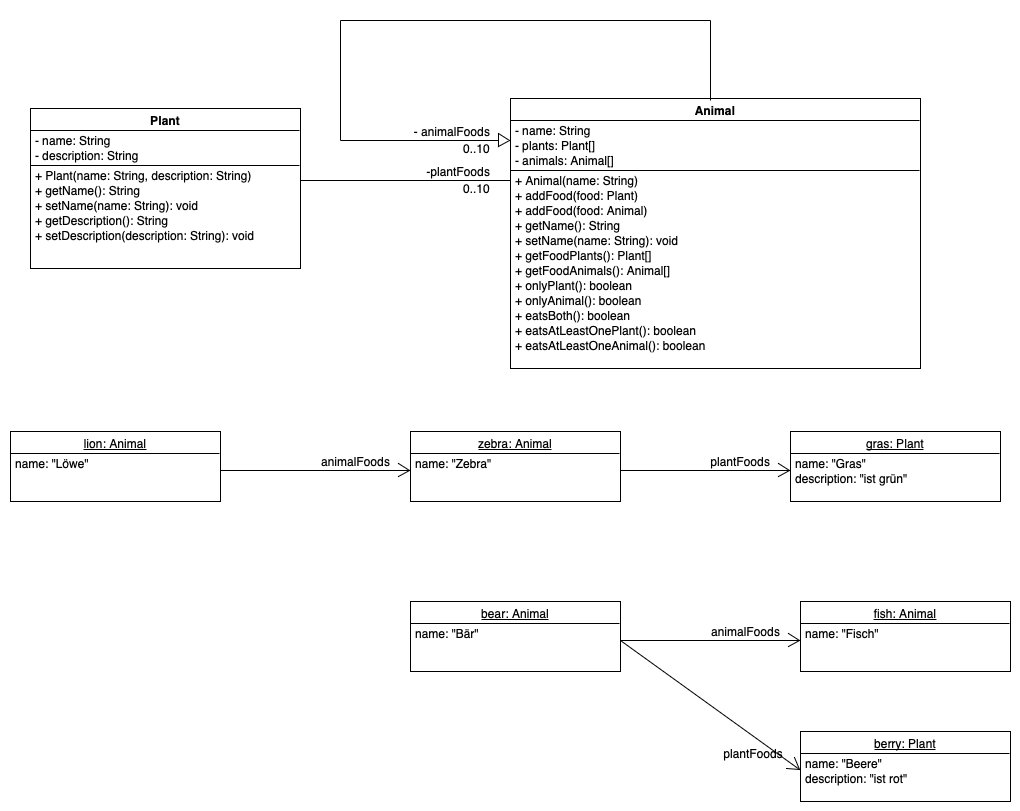 Plant
- name: String
- description: String
+ Plant(name: String, description: String)
+ getName(): String
+ setName(name: String): void
+ getDescription(): String
+ setDescription(description: String): void
- animalFoods
0..10
-plantFoods
0..10
Animal
- name: String
- plants: Plant[]
- animals: Animal[]
+ Animal(name: String)
+ addFood(food: Plant)
+ addFood(food: Animal)
+ getName(): String
+ setName(name: String): void
+ getFoodPlants(): Plant[]
+ getFoodAnimals(): Animal[]
+ onlyPlant(): boolean
+ onlyAnimal(): boolean
+ eatsBoth(): boolean
+ eatsAtLeastOnePlant(): boolean
+ eatsAtLeastOneAnimal(): boolean
lion: Animal
name: "Löwe"
animalFoods
zebra: Animal
name: "Zebra"
plantFoods
gras: Plant
name: "Gras"
description: "ist grün"
bear: Animal
name: "Bär"
animalFoods
fish: Animal
name: "Fisch"
plantFoods
berry: Plant
name: "Beere"
description: "ist rot"